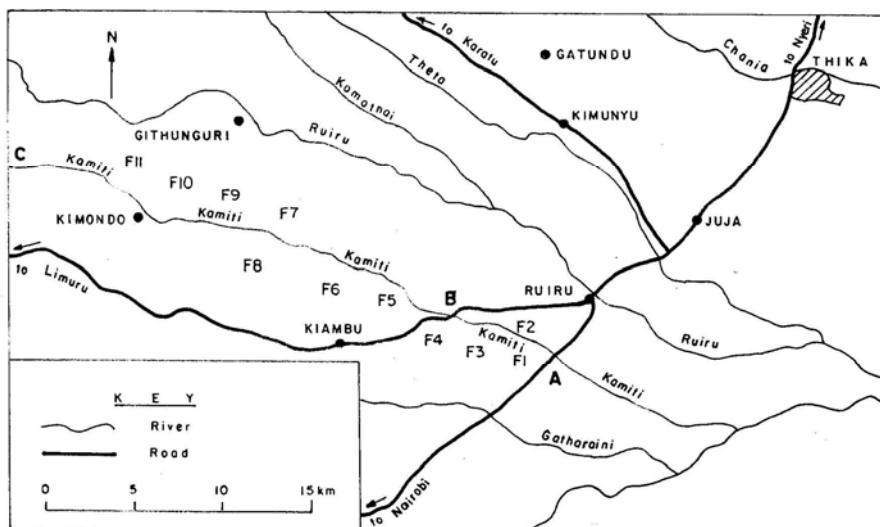 N
to Karatu
GATUNDU
Chania
to Nyeri
THIKA
Theta
Kamatnai
KIMUNYU
GITHUNGURI
Ruiru
C
Kamiti
F11
F10
F9
F7
Kamiti
KIMONDO
JUJA
F8
Kamiti
to Limuru
F6
F5
B
RUIRU
KIAMBU
F4
F3
Kamiti
F2
F1
A
Ruiru
Kamiti
Gatharaini
to Nairobi
K E Y
River
Road
0 5 10 15 km